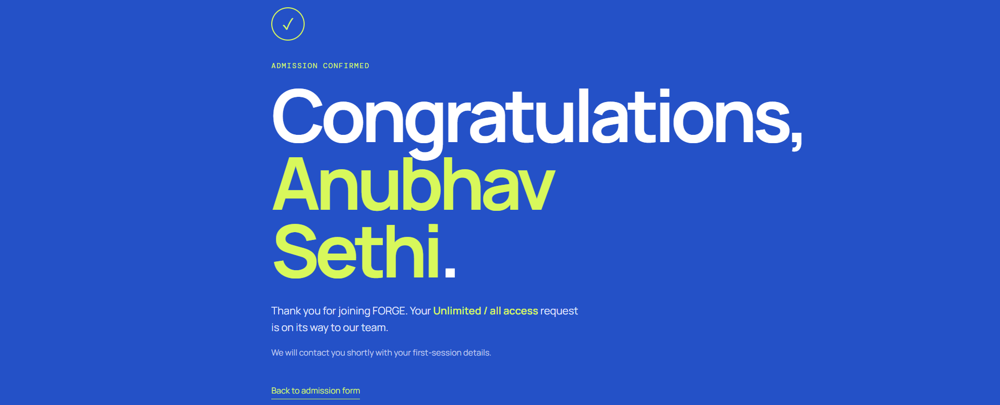 ✓
ADMISSION CONFIRMED
Congratulations,
Anubhav
Sethi.
Thank you for joining FORGE. Your Unlimited / all access request
is on its way to our team.
We will contact you shortly with your first-session details.
Back to admission form